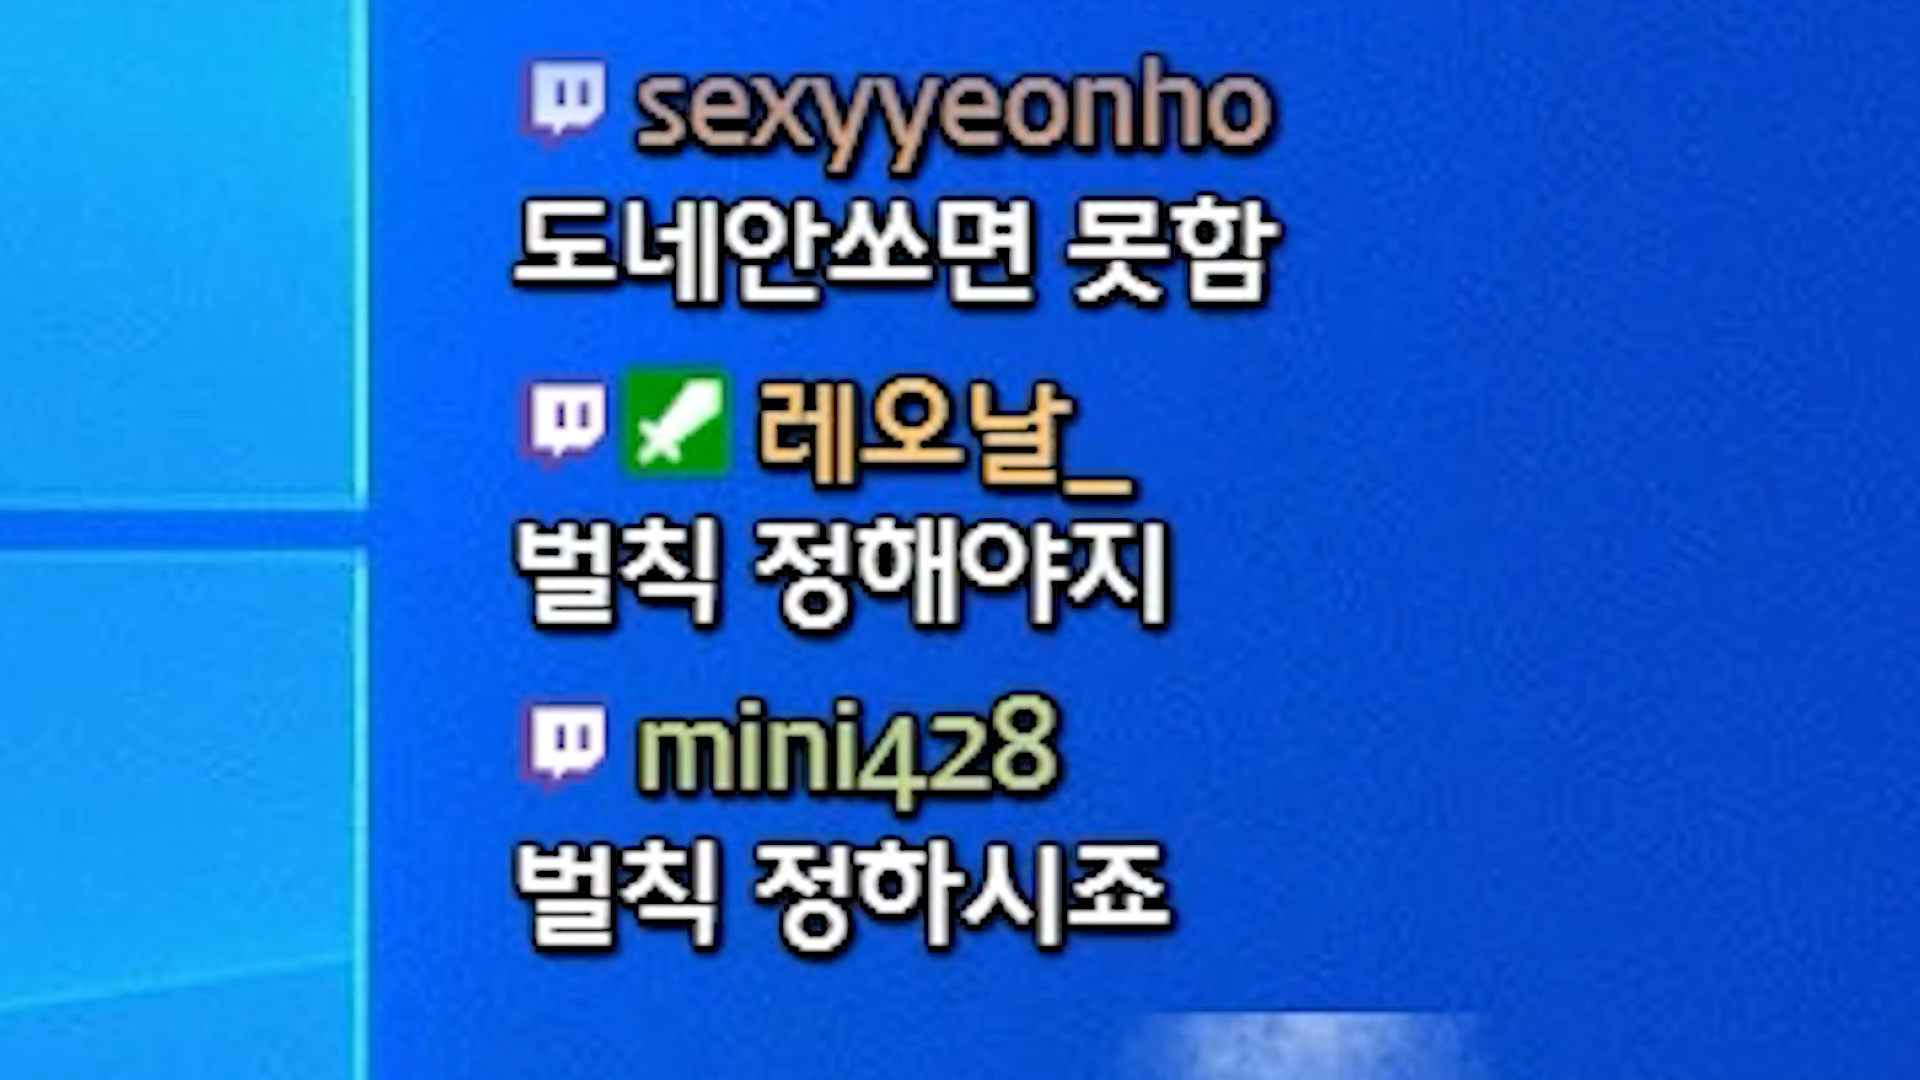 sexyyeonho
도네안쏘면 못함
레오날_
벌칙 정해야지
mini428
벌칙 정하시죠